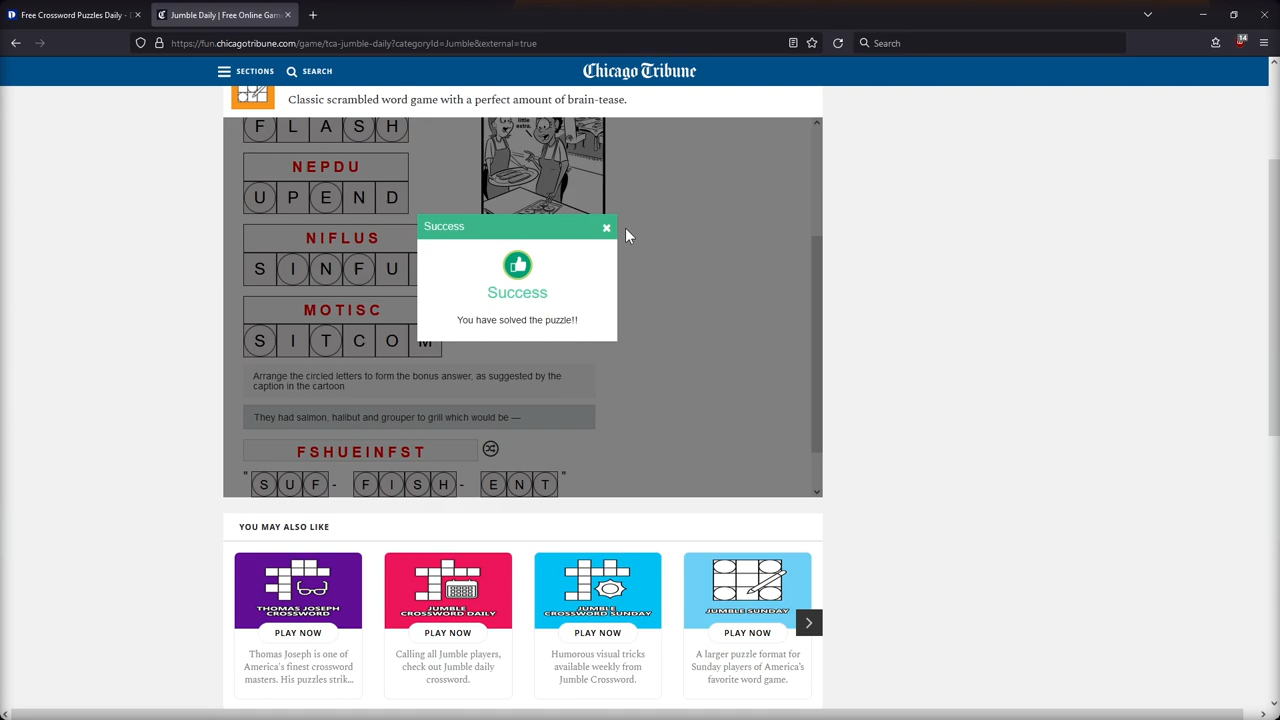 Free Crossword Puzzles Daily -
Jumble Daily | Free Online Game
https://fun.chicagotribune.com/game/tca-jumble-daily?categoryId=Jumble&external=true
Search
14
SECTIONS
SEARCH
Chicago Tribune
Classic scrambled word game with a perfect amount of brain-tease.
F L A S H
little
extra.
NEPDU
U P E N D
NIFLUS
S I N F U
MOTISC
S I T C O M
Success
Success
You have solved the puzzle!!
Arrange the circled letters to form the bonus answer, as suggested by the
caption in the cartoon
They had salmon, halibut and grouper to grill which would be —
FSHUEINFST
" S U F - F I S H - E N T "
YOU MAY ALSO LIKE
THOMAS JOSEPH
CROSSWORD
PLAY NOW
Thomas Joseph is one of
America's finest crossword
masters. His puzzles strik...
JUMBLE
CROSSWORD DAILY
PLAY NOW
Calling all Jumble players,
check out Jumble daily
crossword.
JUMBLE
CROSSWORD SUNDAY
PLAY NOW
Humorous visual tricks
available weekly from
Jumble Crossword.
JUMBLE SUNDAY
PLAY NOW
A larger puzzle format for
Sunday players of America's
favorite word game.